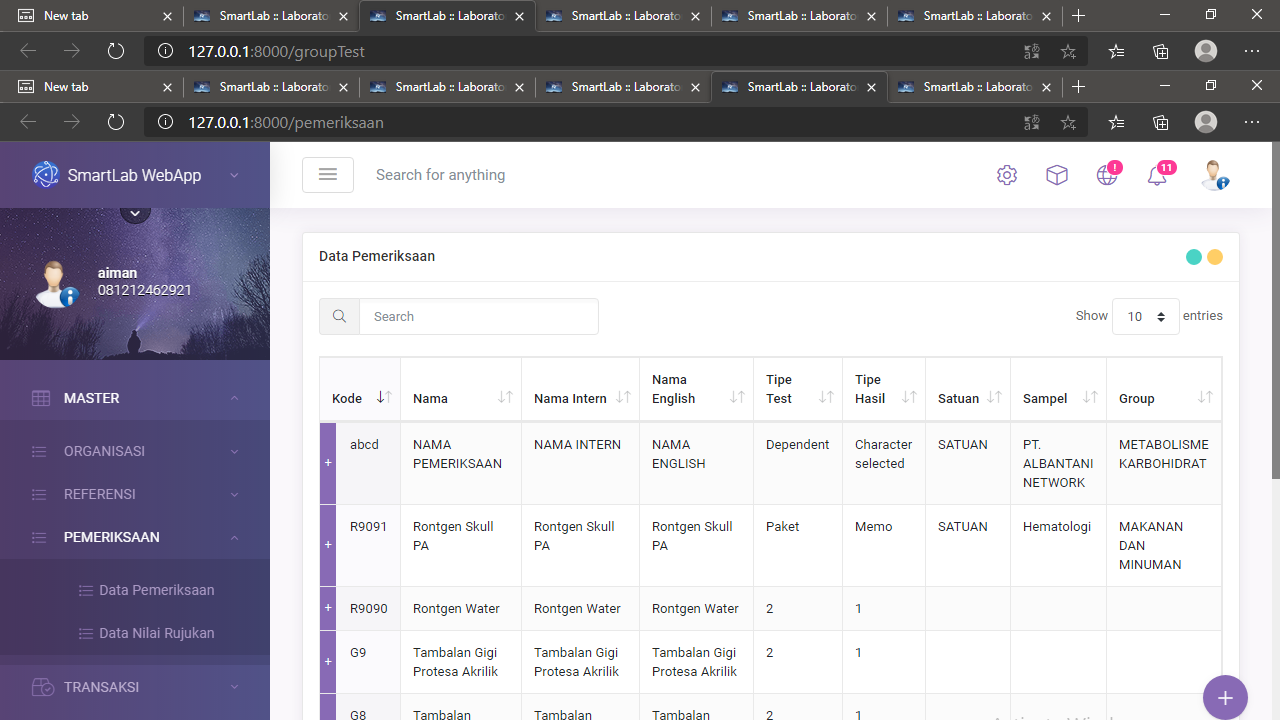 New tab
SmartLab :: Laborato
SmartLab :: Laborato
SmartLab :: Laborato
SmartLab :: Laborato
SmartLab :: Laborato
127.0.0.1:8000/groupTest
New tab
SmartLab :: Laborato
SmartLab :: Laborato
SmartLab :: Laborato
SmartLab :: Laborato
SmartLab :: Laborato
127.0.0.1:8000/pemeriksaan
SmartLab WebApp
Search for anything
!
11
aiman
081212462921
MASTER
ORGANISASI
REFERENSI
PEMERIKSAAN
Data Pemeriksaan
Data Nilai Rujukan
TRANSAKSI
Data Pemeriksaan
Search
Show 10 entries
Kode Nama Nama Intern Nama English Tipe Test Tipe Hasil Satuan Sampel Group
+ abcd NAMA PEMERIKSAAN NAMA INTERN NAMA ENGLISH Dependent Character selected SATUAN PT. ALBANTANI NETWORK METABOLISME KARBOHIDRAT
+ R9091 Rontgen Skull PA Rontgen Skull PA Rontgen Skull PA Paket Memo SATUAN Hematologi MAKANAN DAN MINUMAN
+ R9090 Rontgen Water Rontgen Water Rontgen Water 2 1
+ G9 Tambalan Gigi Protesa Akrilik Tambalan Gigi Protesa Akrilik Tambalan Gigi Protesa Akrilik 2 1
G8 Tambalan Tambalan Tambalan 2 1
+